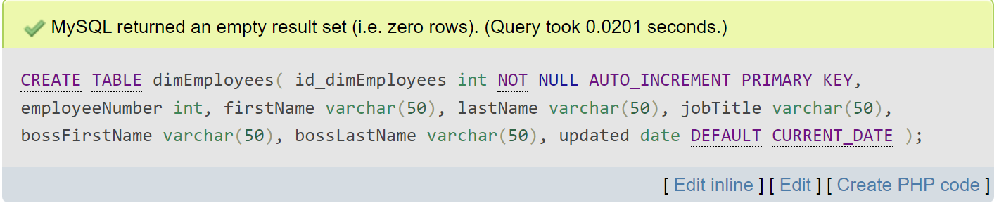 MySQL returned an empty result set (i.e. zero rows). (Query took 0.0201 seconds.)
CREATE TABLE dimEmployees( id_dimEmployees int NOT NULL AUTO_INCREMENT PRIMARY KEY,
employeeNumber int, firstName varchar(50), lastName varchar(50), jobTitle varchar(50),
bossFirstName varchar(50), bossLastName varchar(50), updated date DEFAULT CURRENT_DATE );
[ Edit inline ] [ Edit ] [ Create PHP code ]